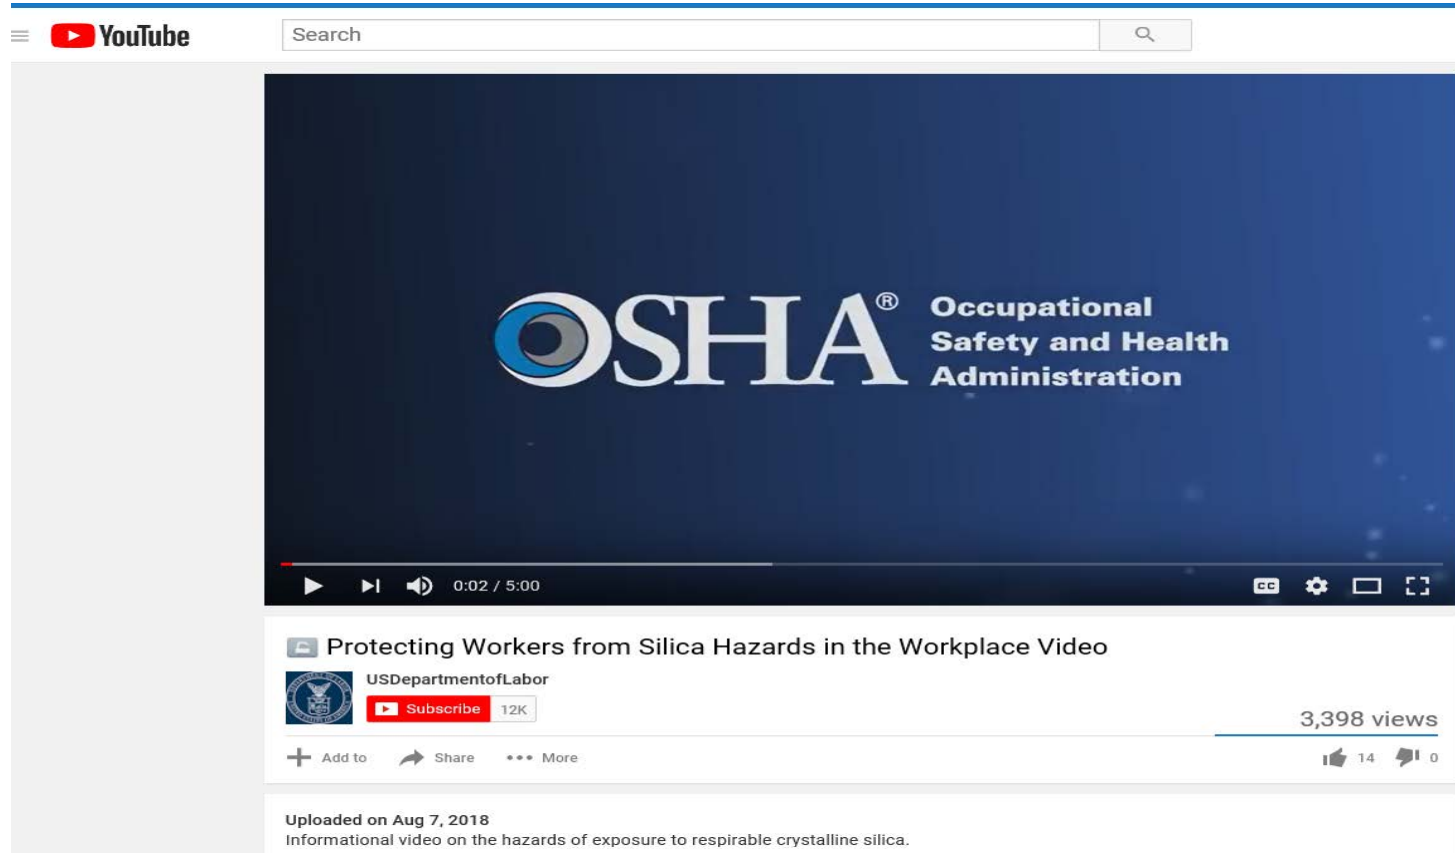 YouTube
Search
OSHA®
Occupational
Safety and Health
Administration
0:02 / 5:00
CC
Protecting Workers from Silica Hazards in the Workplace Video
USDepartmentofLabor
Subscribe 12K
3,398 views
Add to Share More
14 0
Uploaded on Aug 7, 2018
Informational video on the hazards of exposure to respirable crystalline silica.